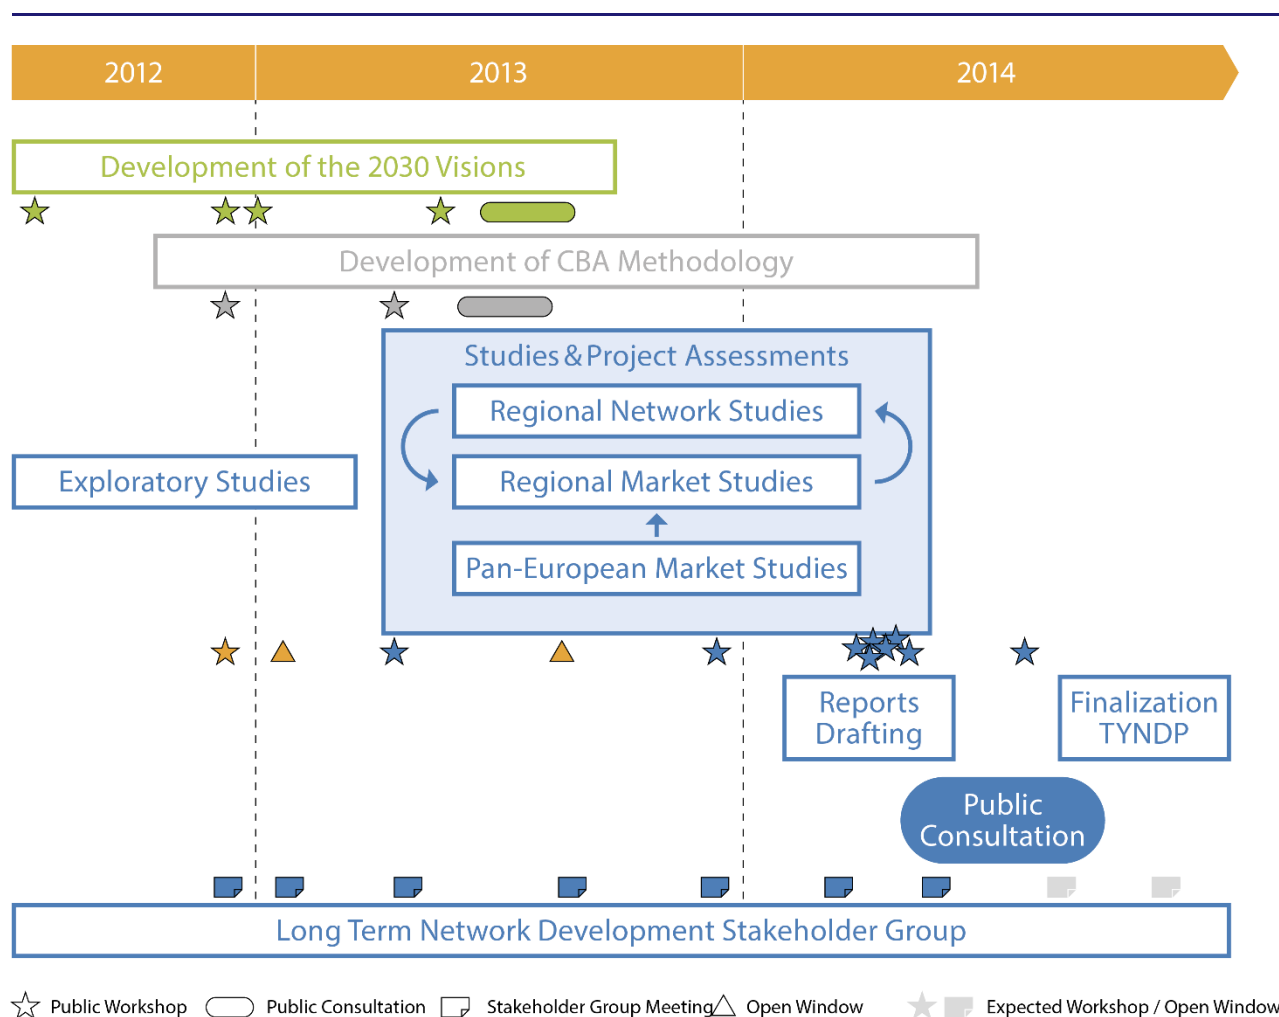 2012
2013
2014
Development of the 2030 Visions
Development of CBA Methodology
Studies & Project Assessments
Regional Network Studies
Exploratory Studies
Regional Market Studies
Pan-European Market Studies
Reports
Drafting
Finalization
TYNDP
Public
Consultation
Long Term Network Development Stakeholder Group
Public Workshop
Public Consultation
Stakeholder Group Meeting
Open Window
Expected Workshop / Open Window